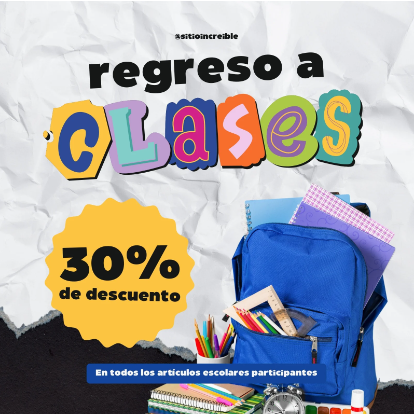 @sitioincreible
regreso a
CLASES
30%
de descuento
En todos los artículos escolares participantes